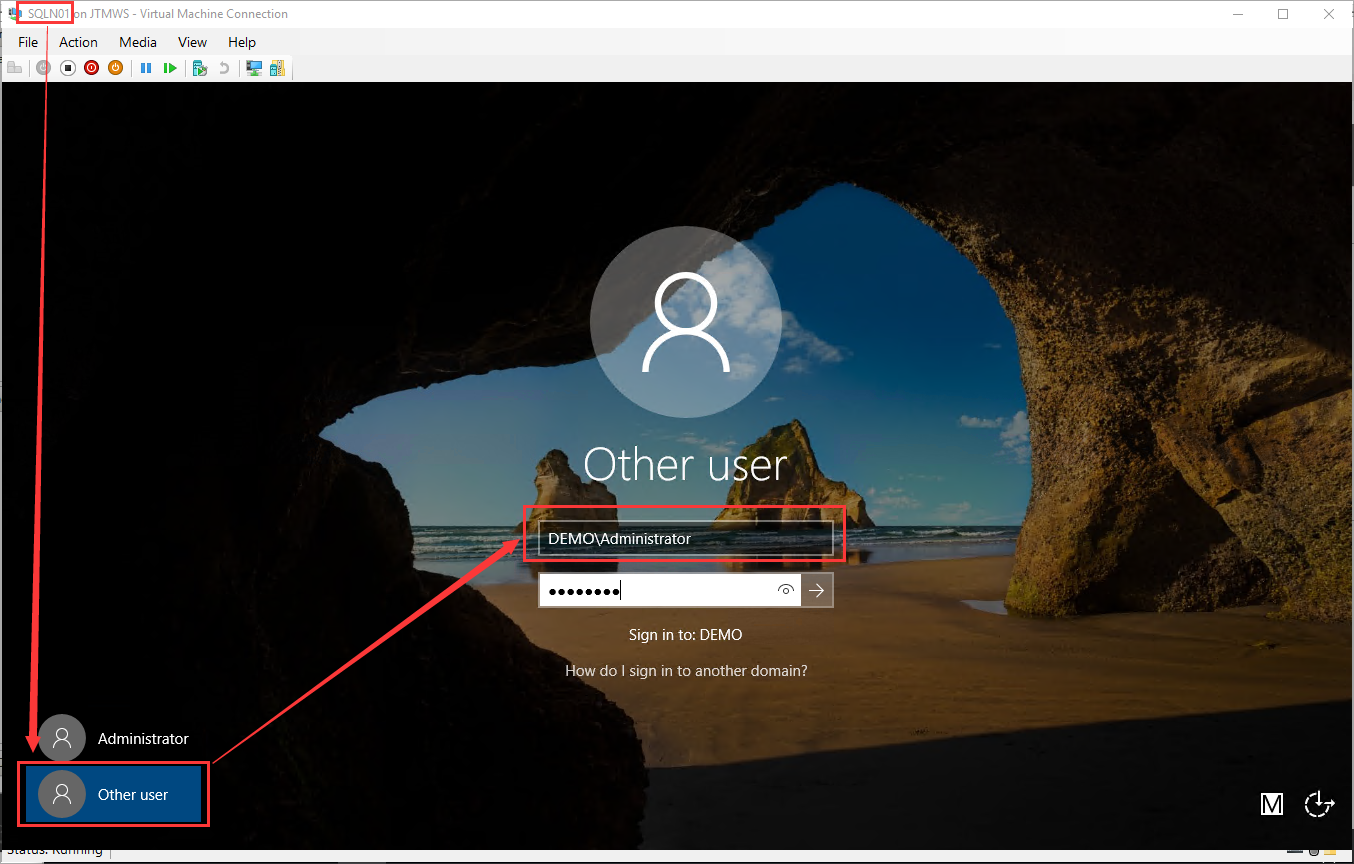 SQLN01 on JTMWS - Virtual Machine Connection
File Action Media View Help
Other user
DEMO\Administrator
●●●●●●●●
Sign in to: DEMO
How do I sign in to another domain?
Administrator
Other user
M
Status: Running